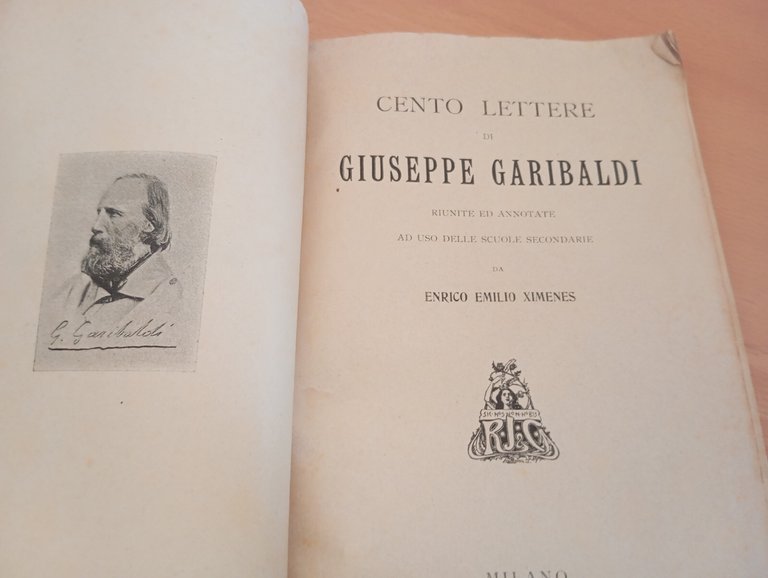 G. Garibaldi
CENTO LETTERE
DI
GIUSEPPE GARIBALDI
RIUNITE ED ANNOTATE
AD USO DELLE SCUOLE SECONDARIE
DA
ENRICO EMILIO XIMENES
R. J. & C.
MILANO